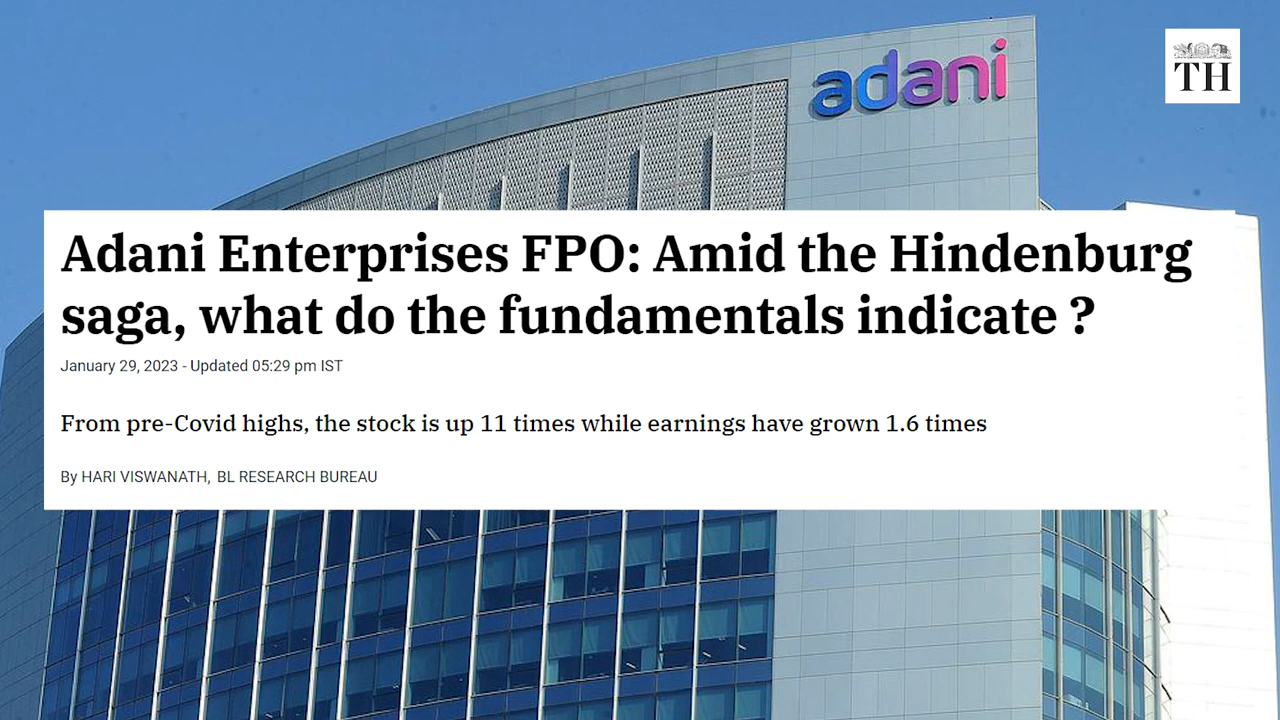 adani
TH
Adani Enterprises FPO: Amid the Hindenburg
saga, what do the fundamentals indicate ?
January 29, 2023 - Updated 05:29 pm IST
From pre-Covid highs, the stock is up 11 times while earnings have grown 1.6 times
By HARI VISWANATH, BL RESEARCH BUREAU